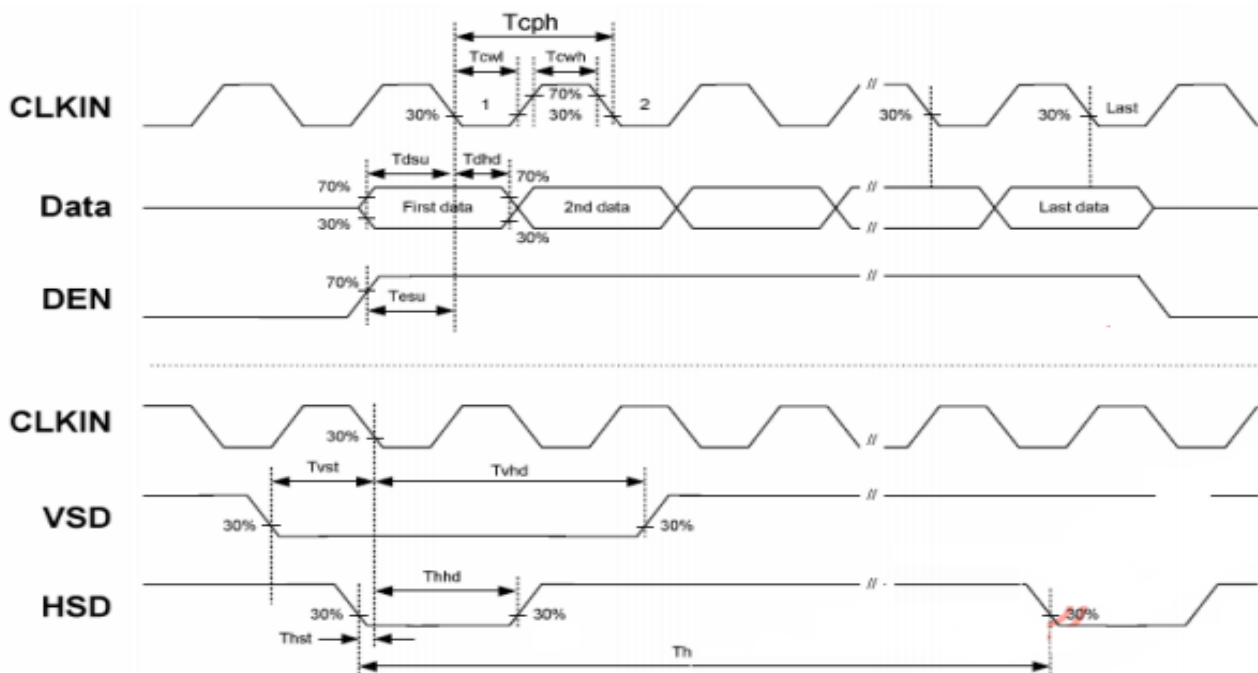 Tcph
Tcwl Tcwh
CLKIN 30% 1 70% 30% 2 // 30% 30% Last
Tdsu Tdhd
70% 70%
Data First data 2nd data // Last data
30% 30%
DEN 70% //
Tesu
CLKIN 30% //
Tvst Tvhd
VSD 30% 30% //
Thhd
HSD 30% 30% // 30%
Thst
Th